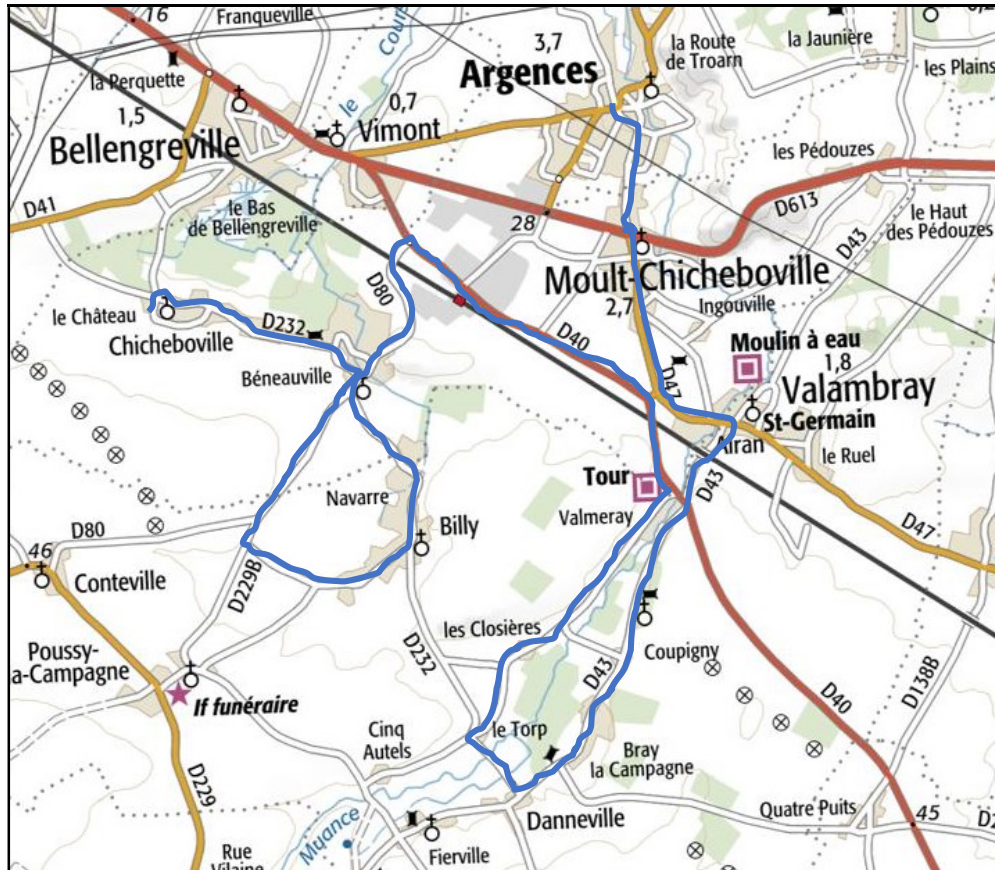 16
Franqueville
la Perquette
1,5
Bellengreville
D41
le Bas
de Bellengreville
le
0,7
Vimont
3,7
Argences
la Route
de Troarn
la Jaunière
les Plains
les Pédouzes
D613
D43
le Haut
des Pédouzes
28
Moult-Chicheboville
Ingouville
2,7
Moulin à eau
1,8
Valambray
St-Germain
Airan
le Ruel
D47
D47
D80
D40
le Château
Chicheboville
D232
Béneauville
Tour
Valmeray
D43
Navarre
Billy
D80
46
Conteville
D229B
les Closières
D232
D43
Coupigny
Poussy-
a-Campagne
If funéraire
Cinq
Autels
le Torp
Bray
la Campagne
D40
D138B
D229
Danneville
Quatre Puits
45
Muance
Fierville
Rue